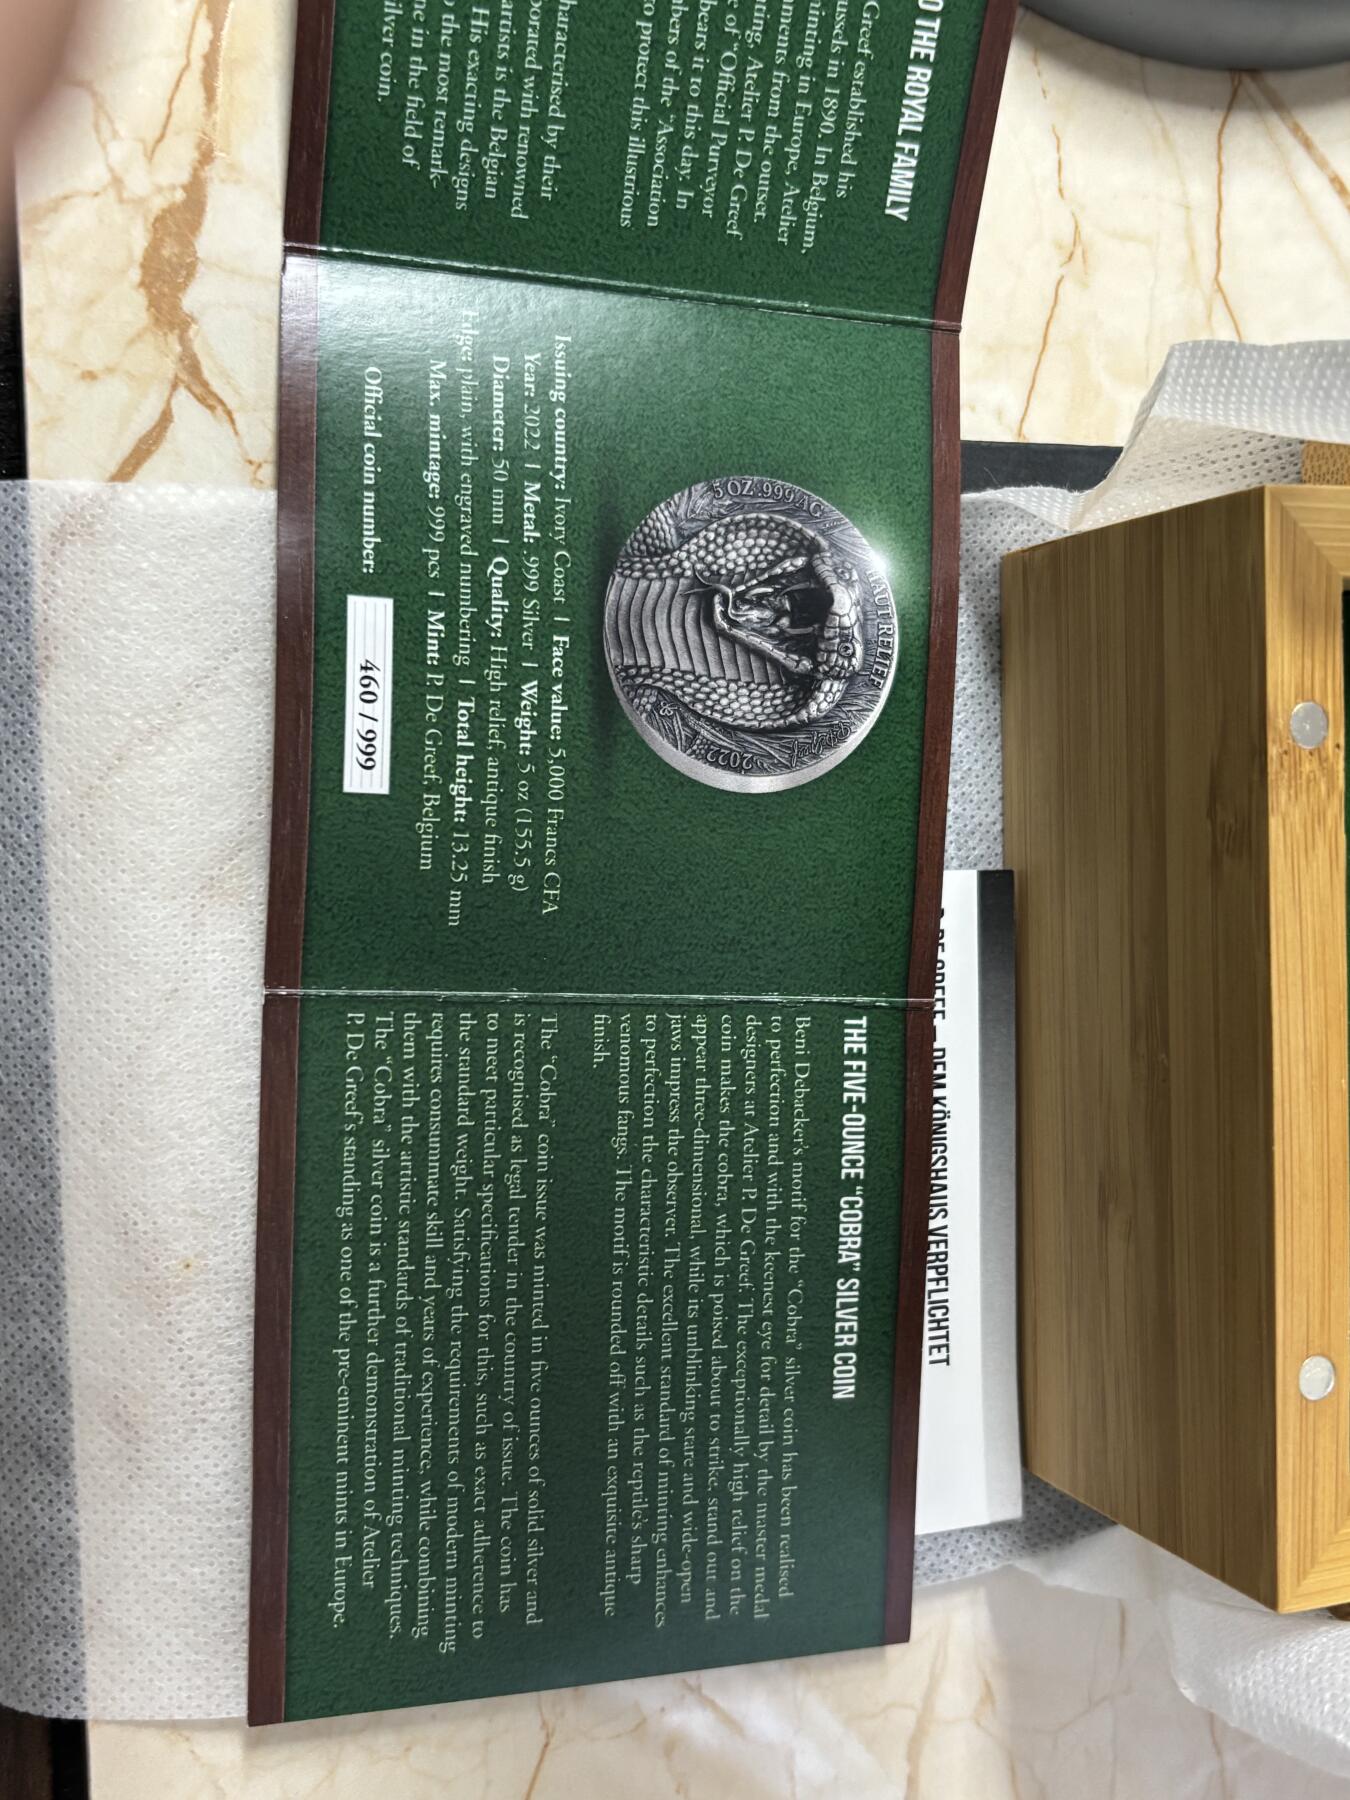 O THE ROYAL FAMILY
Greef established his
ussels in 1890. In Belgium,
minting in Europe, Atelier
ments from the outset.
ting, Atelier P. De Greef
e of "Official Purveyor
bears it to this day. In
bers of the "Association
o protect this illustrious
haracterised by their
orated with renowned
artists is the Belgian
His exacting designs
the most remark-
ne in the field of
silver coin.
5 OZ .999 AG
HAUT RELIEF
2022
Issuing country: Ivory Coast | Face value: 5,000 Francs CFA
Year: 2022 | Metal: .999 Silver | Weight: 5 oz (155.5 g)
Diameter: 50 mm | Quality: High relief, antique finish
Edge: plain, with engraved numbering | Total height: 13.25 mm
Max. mintage: 999 pcs | Mint: P. De Greef, Belgium
Official coin number:
460 / 999
THE FIVE-OUNCE "COBRA" SILVER COIN
Beni Debacker's motif for the "Cobra" silver coin has been realised
to perfection and with the keenest eye for detail by the master medal
designers at Atelier P. De Greef. The exceptionally high relief on the
coin makes the cobra, which is poised about to strike, stand out and
appear three-dimensional, while its unblinking stare and wide-open
jaws impress the observer. The excellent standard of minting enhances
to perfection the characteristic details such as the reptile's sharp
venomous fangs. The motif is rounded off with an exquisite antique
finish.
The "Cobra" coin issue was minted in five ounces of solid silver and
is recognised as legal tender in the country of issue. The coin has
to meet particular specifications for this, such as exact adherence to
the standard weight. Satisfying the requirements of modern minting
requires consummate skill and years of experience, while combining
them with the artistic standards of traditional minting techniques.
The "Cobra" silver coin is a further demonstration of Atelier
P. De Greef's standing as one of the pre-eminent mints in Europe.
P. DE GREEF – DEM KÖNIGSHAUS VERPFLICHTET